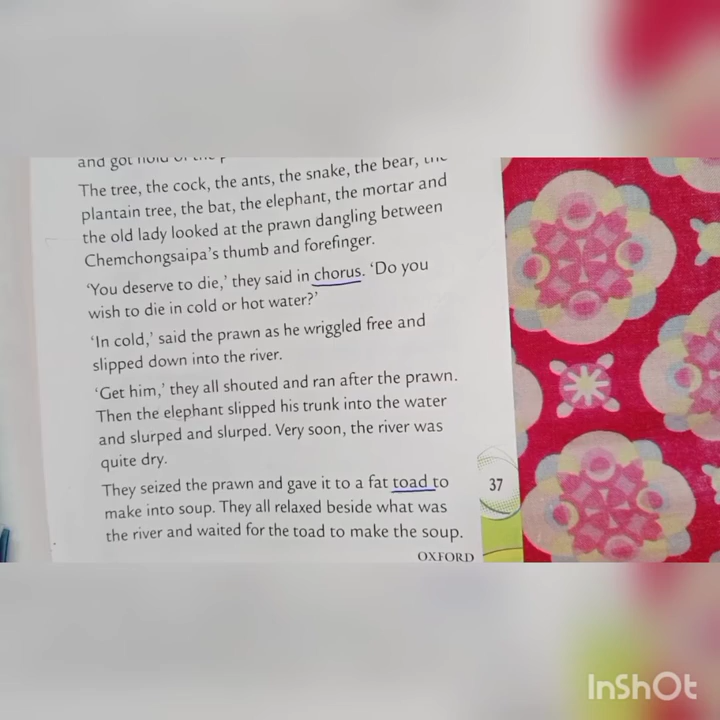 and got hold of the p
The tree, the cock, the ants, the snake, the bear, the
plantain tree, the bat, the elephant, the mortar and
the old lady looked at the prawn dangling between
Chemchongsaipa's thumb and forefinger.
'You deserve to die,' they said in chorus. 'Do you
wish to die in cold or hot water?'
'In cold,' said the prawn as he wriggled free and
slipped down into the river.
'Get him,' they all shouted and ran after the prawn.
Then the elephant slipped his trunk into the water
and slurped and slurped. Very soon, the river was
quite dry.
They seized the prawn and gave it to a fat toad to
make into soup. They all relaxed beside what was
the river and waited for the toad to make the soup.
37
OXFORD
InShOt